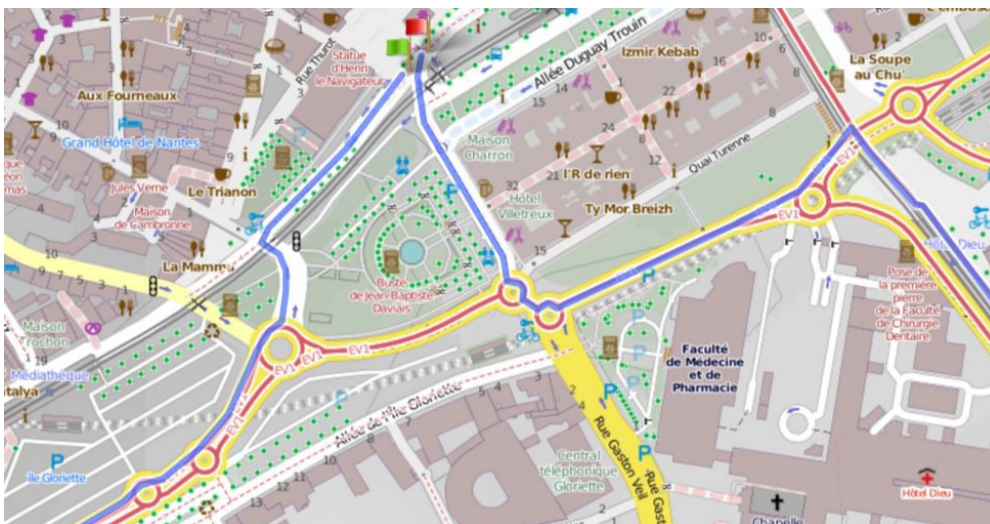 Rue Thurot
Statue
d'Henri
le Navigateur
Allée Duguay Trouin
Izmir Kebab
La Soupe
au Chu'
Aux Fourneaux
Grand Hôtel de Nantes
Jules Verne
Le Trianon
Maison
de Cambronne
Maison
Charron
Quai Turenne
I'R de rien
Hôtel
Villetreux
Ty Mor Breizh
EV1
EV1
Hôtel Dieu
La Mamma
Buste
de Jean-Baptiste
Daviais
Pose de
la première
pierre
de la Faculté
de Chirurgie
Dentaire
Maison
rochon
Médiathèque
atalya
EV1
EV1
EV1
EV1
Faculté
de Médecine
et de
Pharmacie
Allée de l'Île Gloriette
Île Gloriette
Rue Gaston Veil
Rue Gast
Central
téléphonique
Gloriette
Hôtel Dieu
Chapelle